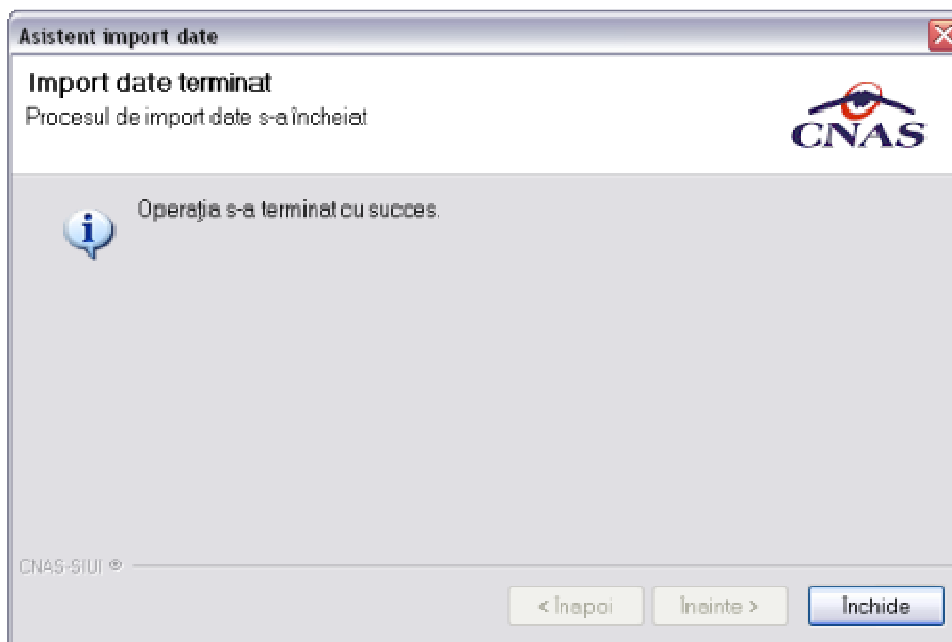 Asistent import date
Import date terminat
Procesul de import date s-a încheiat
CNAS
Operaţia s-a terminat cu succes.
CNAS-SIUI ®
< Înapoi
Înainte >
Închide